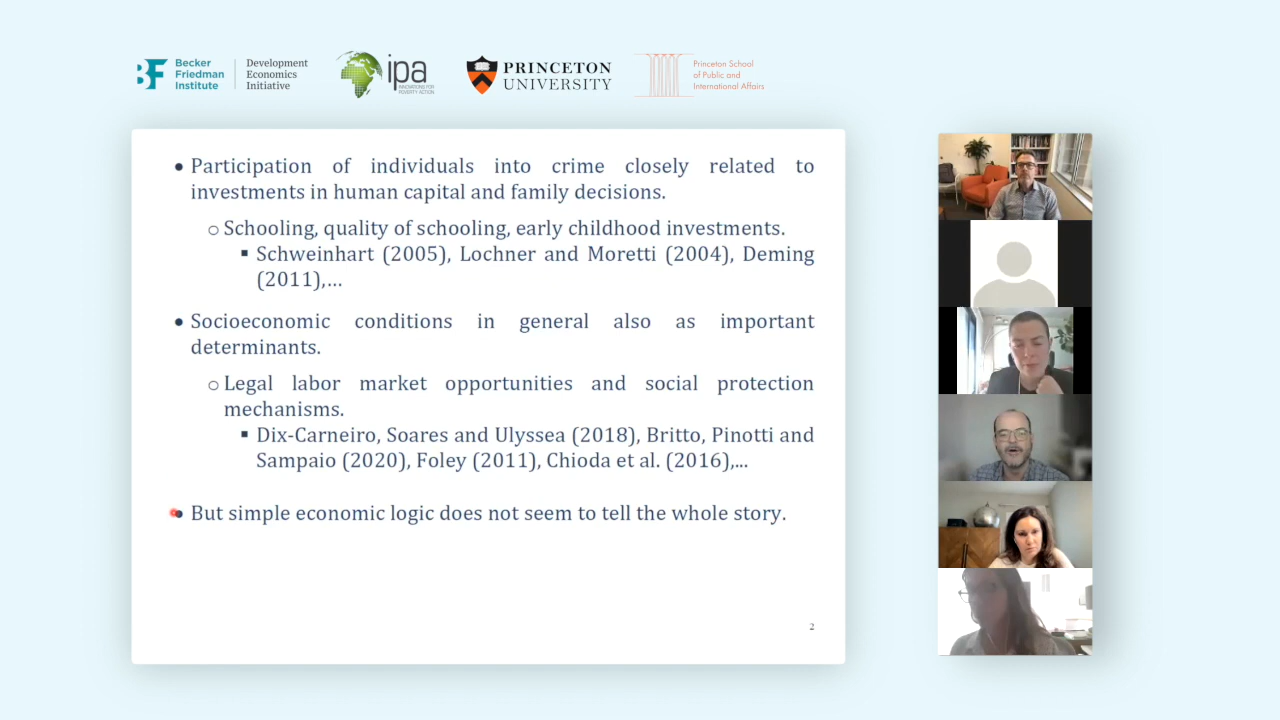 Becker
Friedman
Institute
Development
Economics
Initiative
ipa
INNOVATIONS FOR
POVERTY ACTION
PRINCETON
UNIVERSITY
Princeton School
of Public and
International Affairs
• Participation of individuals into crime closely related to
investments in human capital and family decisions.
○ Schooling, quality of schooling, early childhood investments.
▪ Schweinhart (2005), Lochner and Moretti (2004), Deming
(2011),...
• Socioeconomic conditions in general also as important
determinants.
○ Legal labor market opportunities and social protection
mechanisms.
▪ Dix-Carneiro, Soares and Ulyssea (2018), Britto, Pinotti and
Sampaio (2020), Foley (2011), Chioda et al. (2016),...
• But simple economic logic does not seem to tell the whole story.
2